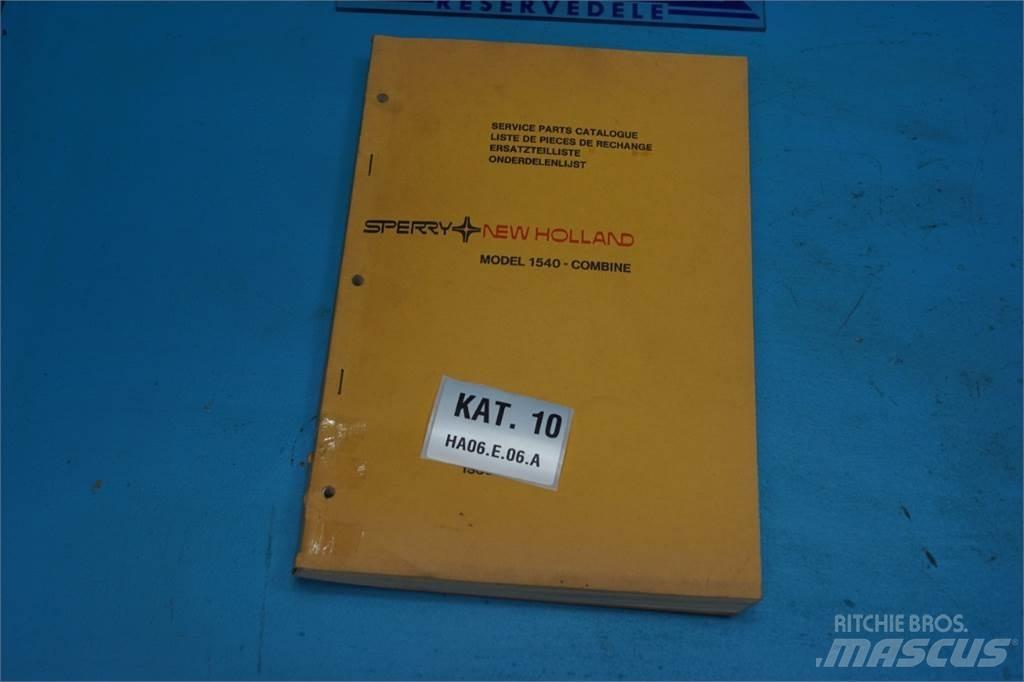 RESERVEDELE
SERVICE PARTS CATALOGUE
LISTE DE PIECES DE RECHANGE
ERSATZTEILLISTE
ONDERDELENLIJST
SPERRY NEW HOLLAND
MODEL 1540 - COMBINE
KAT. 10
HA06.E.06.A
RITCHIE BROS.
MASCUS